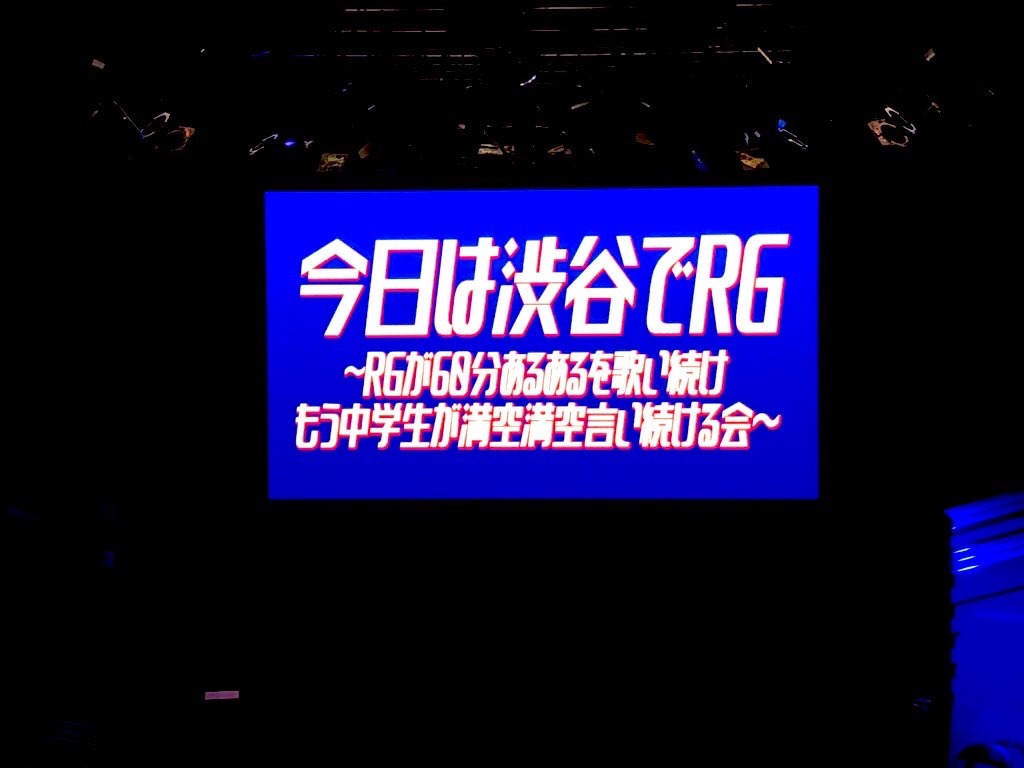 今日は渋谷でRG
~RGが60分あるあるを歌い続け
もう中学生が満空満空言い続ける会~